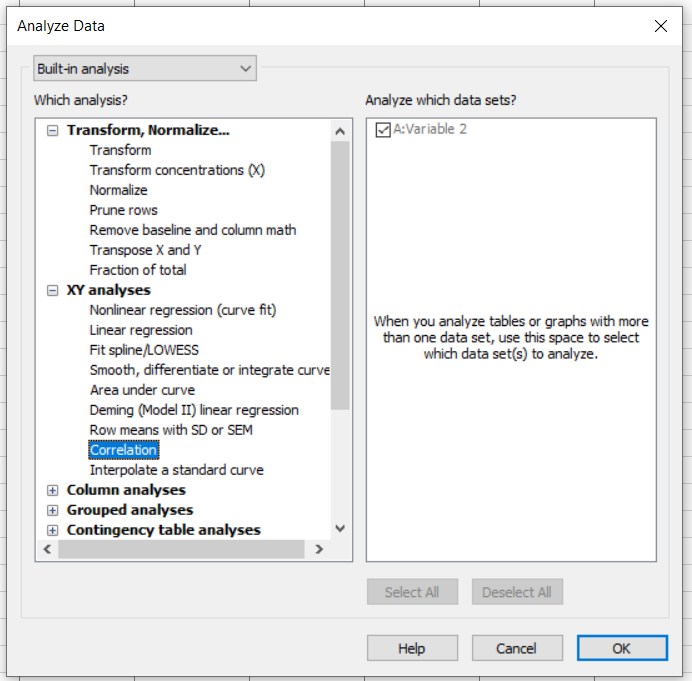 Analyze Data
Built-in analysis
Which analysis?
Transform, Normalize...
Transform
Transform concentrations (X)
Normalize
Prune rows
Remove baseline and column math
Transpose X and Y
Fraction of total
XY analyses
Nonlinear regression (curve fit)
Linear regression
Fit spline/LOWESS
Smooth, differentiate or integrate curve
Area under curve
Deming (Model II) linear regression
Row means with SD or SEM
Correlation
Interpolate a standard curve
Column analyses
Grouped analyses
Contingency table analyses
Analyze which data sets?
A:Variable 2
When you analyze tables or graphs with more
than one data set, use this space to select
which data set(s) to analyze.
Select All
Deselect All
Help
Cancel
OK